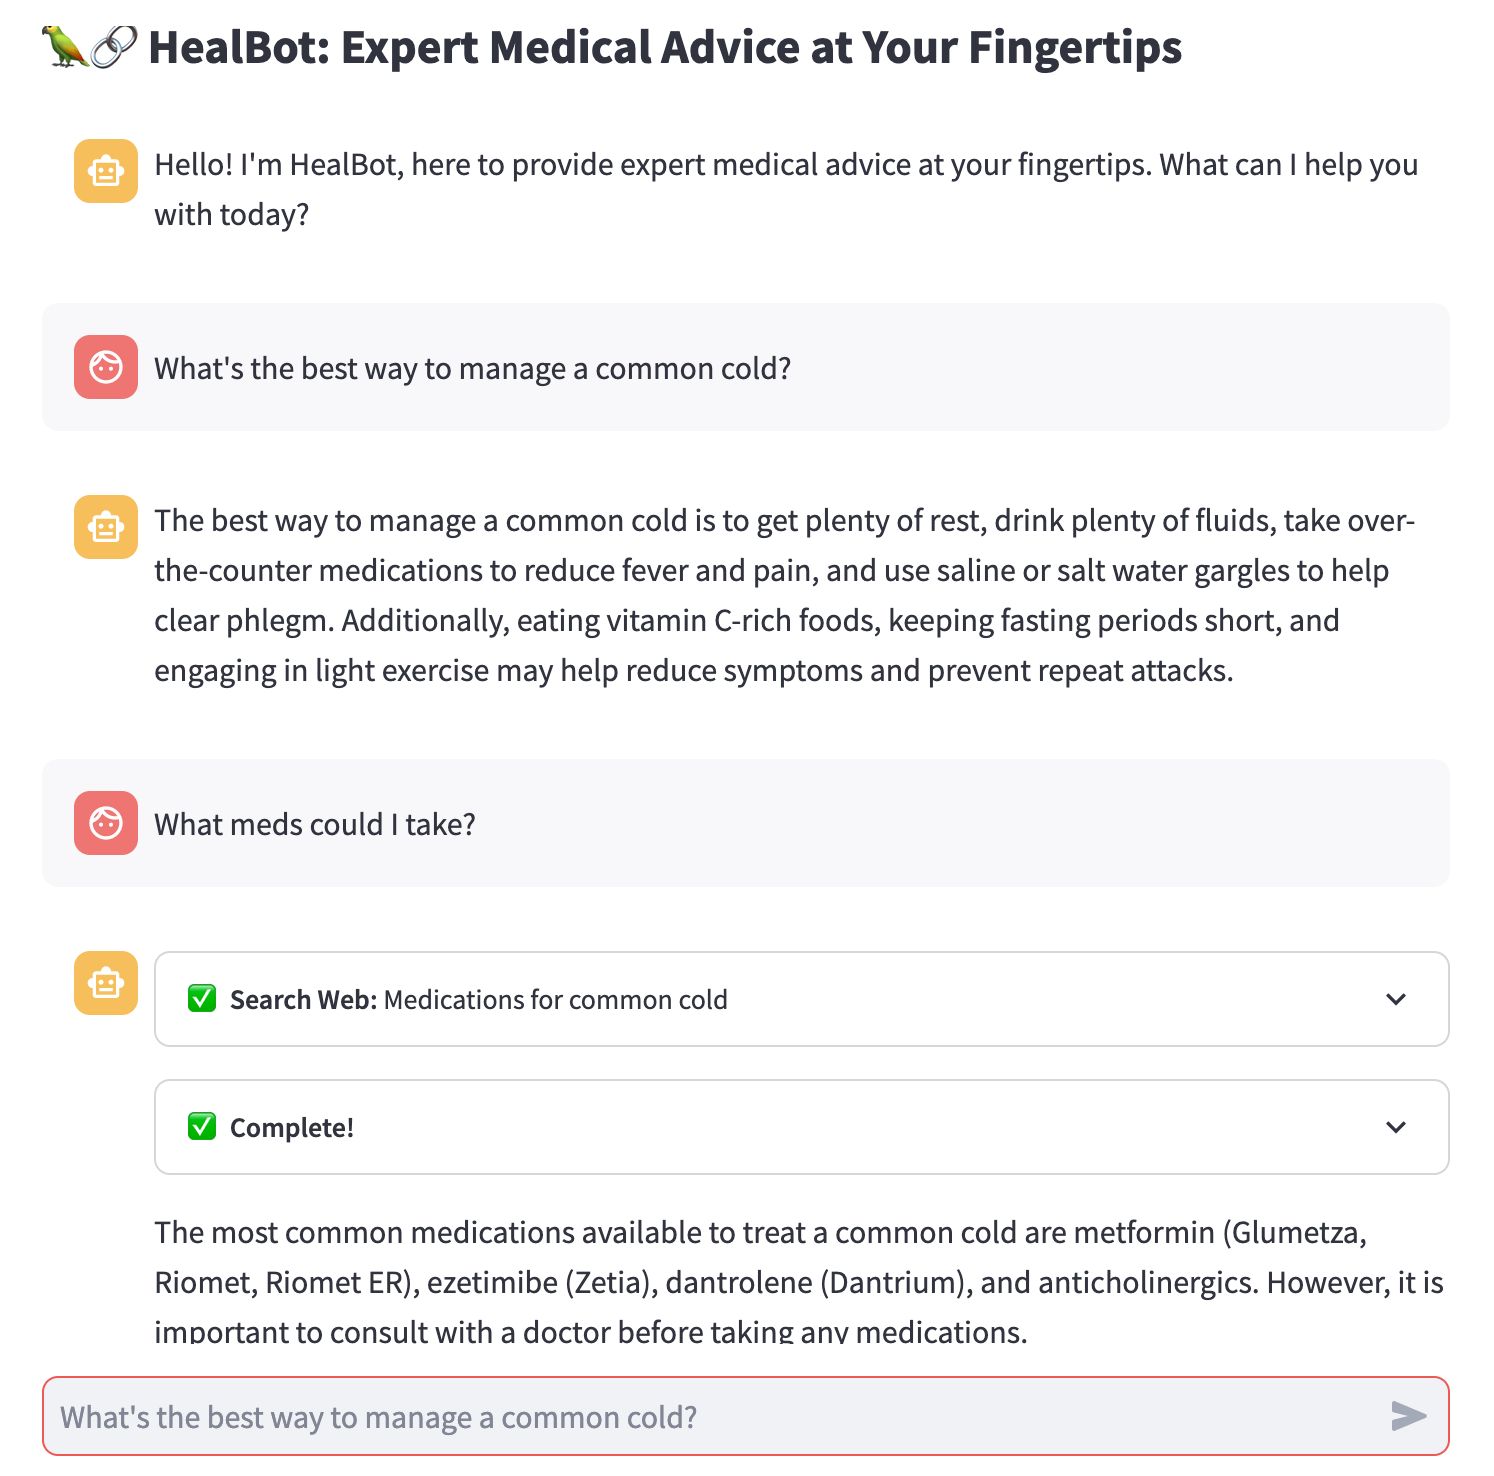 HealBot: Expert Medical Advice at Your Fingertips
Hello! I'm HealBot, here to provide expert medical advice at your fingertips. What can I help you
with today?
What's the best way to manage a common cold?
The best way to manage a common cold is to get plenty of rest, drink plenty of fluids, take over-
the-counter medications to reduce fever and pain, and use saline or salt water gargles to help
clear phlegm. Additionally, eating vitamin C-rich foods, keeping fasting periods short, and
engaging in light exercise may help reduce symptoms and prevent repeat attacks.
What meds could I take?
Search Web: Medications for common cold
Complete!
The most common medications available to treat a common cold are metformin (Glumetza,
Riomet, Riomet ER), ezetimibe (Zetia), dantrolene (Dantrium), and anticholinergics. However, it is
important to consult with a doctor before taking any medications.
What's the best way to manage a common cold?